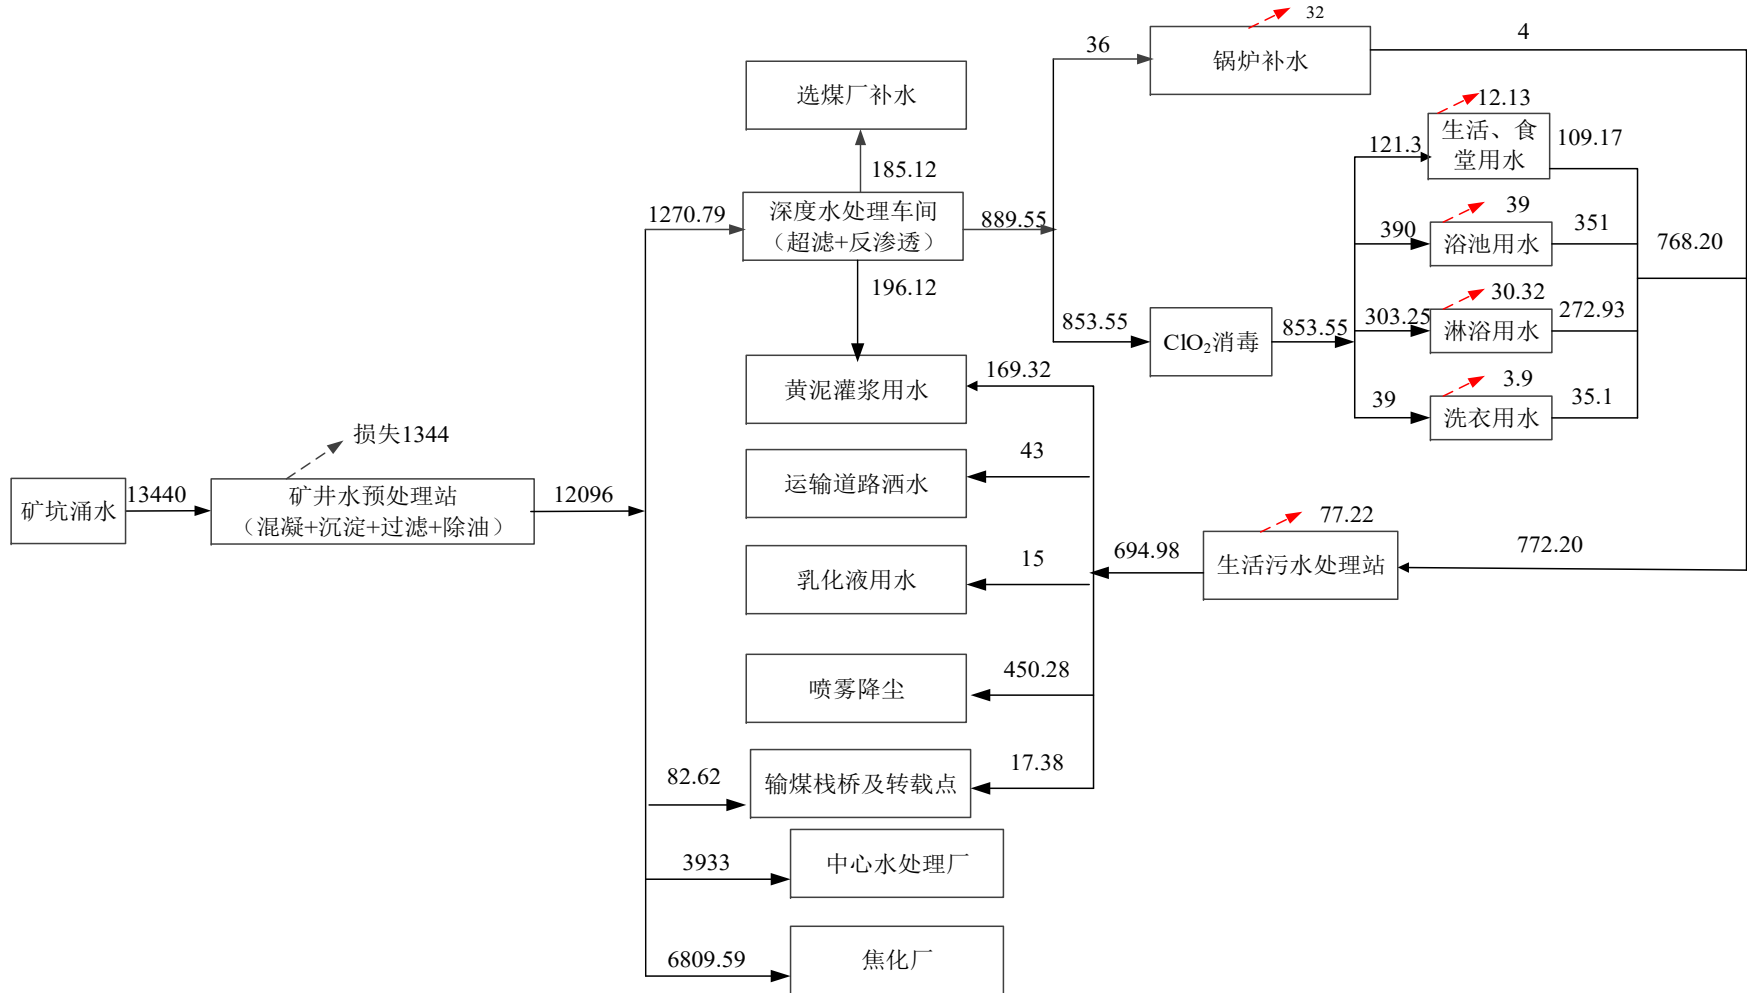 32
4
36
锅炉补水
选煤厂补水
12.13
生活、食
堂用水
109.17
121.3
185.12
1270.79
深度水处理车间
（超滤+反渗透）
889.55
39
390
浴池用水
351
768.20
196.12
30.32
853.55
ClO₂消毒
853.55
303.25
淋浴用水
272.93
169.32
黄泥灌浆用水
3.9
39
洗衣用水
35.1
损失1344
43
运输道路洒水
矿坑涌水
13440
矿井水预处理站
（混凝+沉淀+过滤+除油）
12096
77.22
15
乳化液用水
694.98
生活污水处理站
772.20
450.28
喷雾降尘
82.62
输煤栈桥及转载点
17.38
3933
中心水处理厂
6809.59
焦化厂